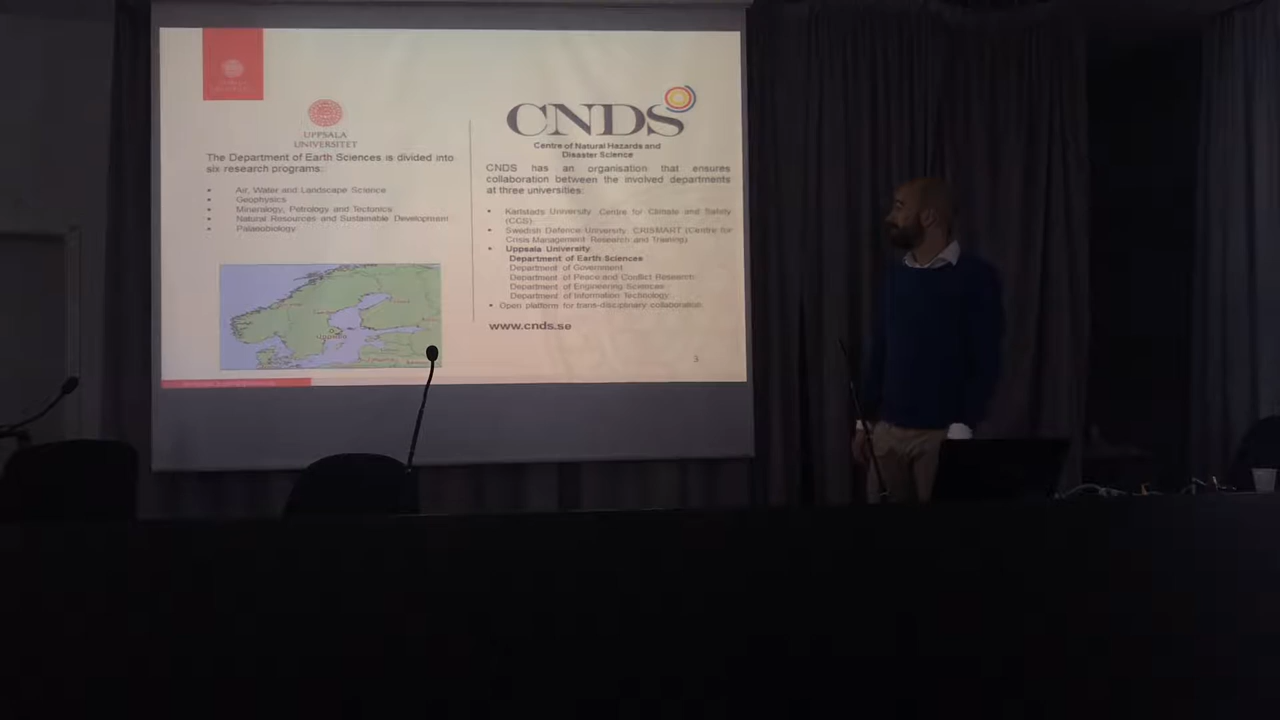 UPPSALA
UNIVERSITET
The Department of Earth Sciences is divided into
six research programs:
Air, Water and Landscape Science
Geophysics
Mineralogy, Petrology and Tectonics
Natural Resources and Sustainable Development
Palaeobiology
Uppsala
CNDS
Centre of Natural Hazards and
Disaster Science
CNDS has an organisation that ensures
collaboration between the involved departments
at three universities:
Karlstads University Centre for Climate and Safety
(CCS)
Swedish Defence University CRISMART (Centre for
Crisis Management Research and Training)
Uppsala University
Department of Earth Sciences
Department of Government
Department of Peace and Conflict Research
Department of Engineering Sciences
Department of Information Technology
Open platform for trans-disciplinary collaboration
www.cnds.se
3